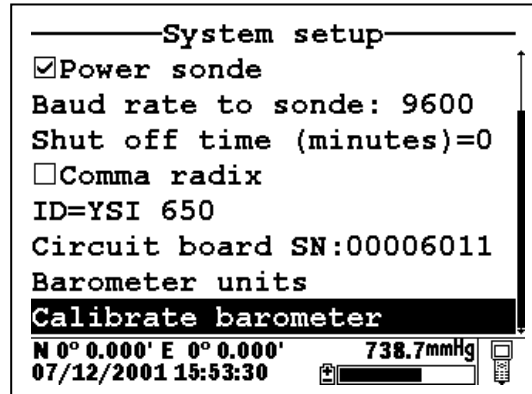 System setup
Power sonde
Baud rate to sonde: 9600
Shut off time (minutes)=0
Comma radix
ID=YSI 650
Circuit board SN:00006011
Barometer units
Calibrate barometer
N 0° 0.000' E 0° 0.000' 738.7mmHg
07/12/2001 15:53:30